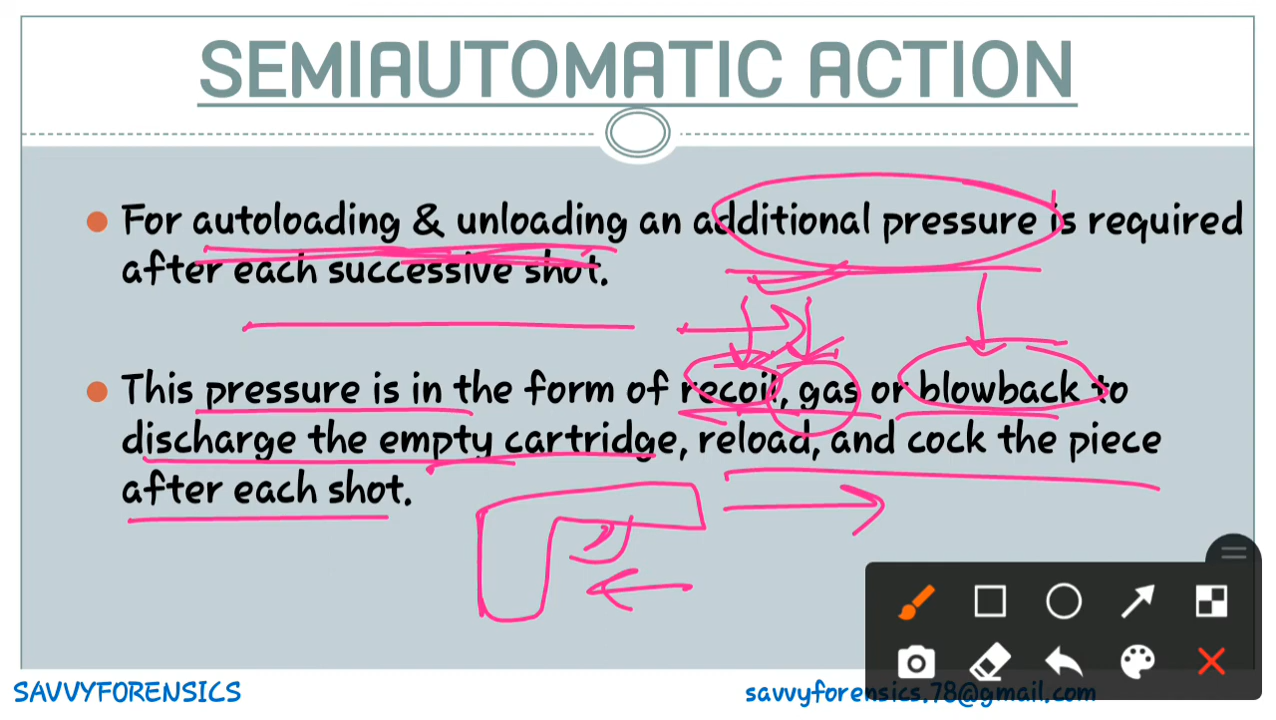 SEMIAUTOMATIC ACTION
For autoloading & unloading an additional pressure is required
after each successive shot.
This pressure is in the form of recoil, gas or blowback to
discharge the empty cartridge, reload, and cock the piece
after each shot.
SAVVYFORENSICS
savvyforensics.78@gmail.com